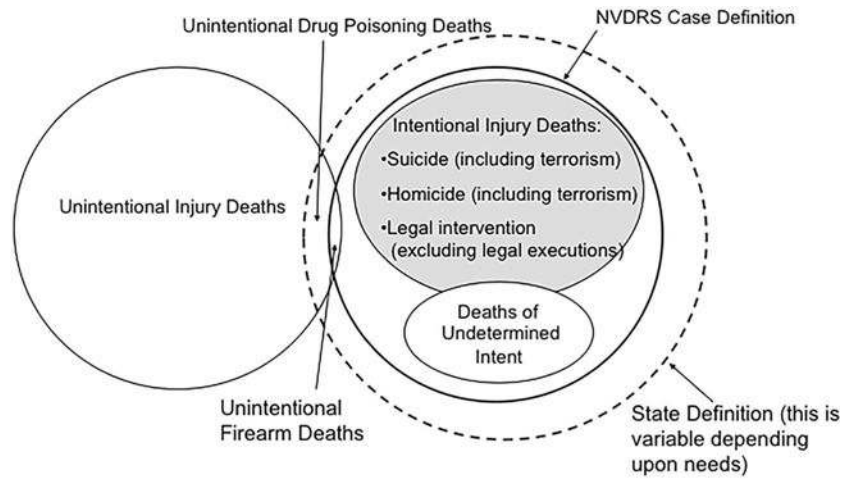 Unintentional Drug Poisoning Deaths
NVDRS Case Definition
Intentional Injury Deaths:
•Suicide (including terrorism)
•Homicide (including terrorism)
•Legal intervention
(excluding legal executions)
Unintentional Injury Deaths
Deaths of
Undetermined
Intent
Unintentional
Firearm Deaths
State Definition (this is
variable depending
upon needs)